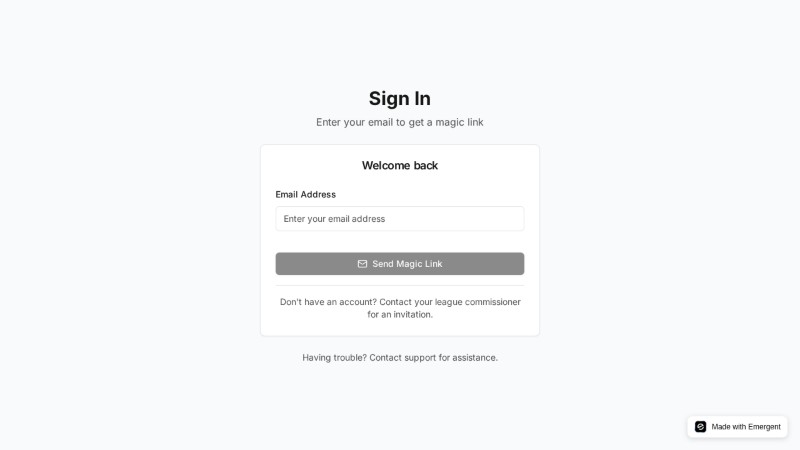 Sign In
Enter your email to get a magic link
Welcome back
Email Address
Enter your email address
Send Magic Link
Don't have an account? Contact your league commissioner
for an invitation.
Having trouble? Contact support for assistance.
Made with Emergent